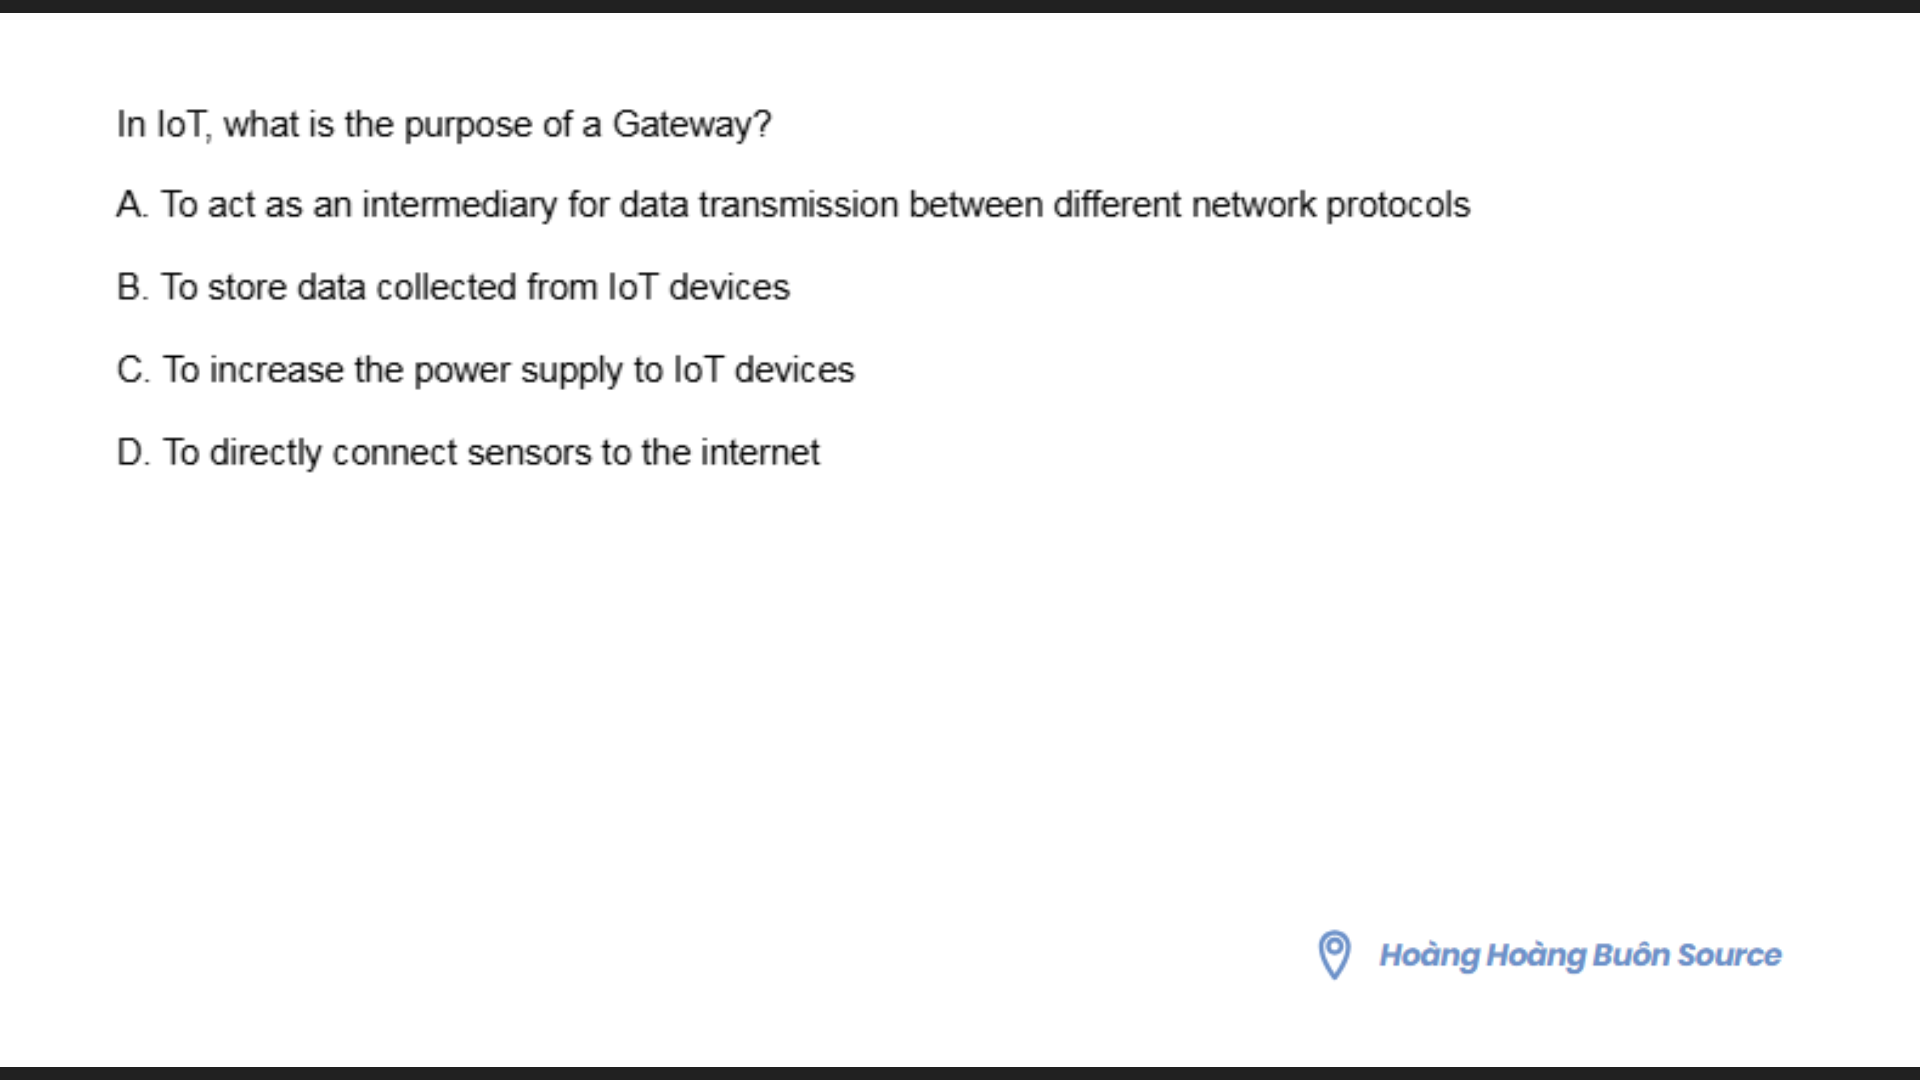 In IoT, what is the purpose of a Gateway?
A. To act as an intermediary for data transmission between different network protocols
B. To store data collected from IoT devices
C. To increase the power supply to IoT devices
D. To directly connect sensors to the internet
Hoàng Hoàng Buôn Source